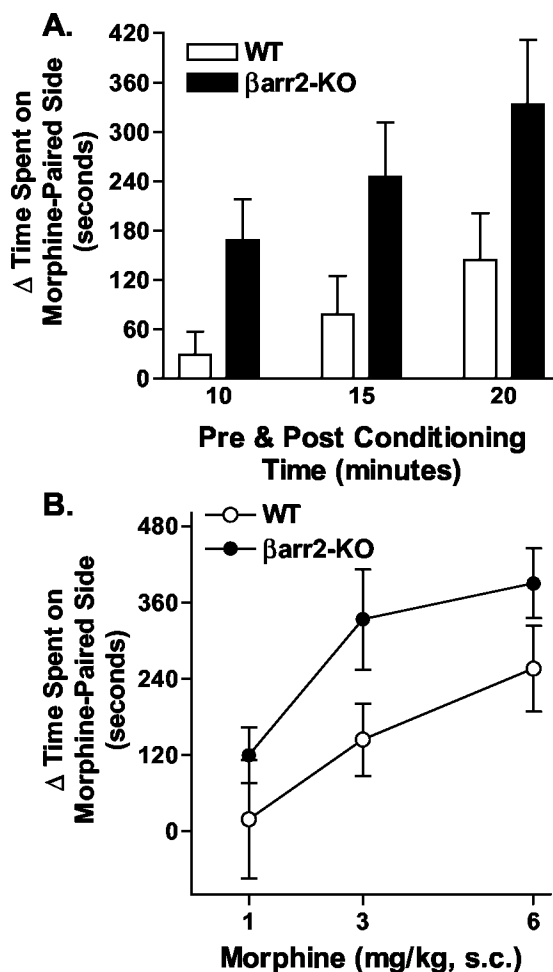 A.
WT
βarr2-KO
Δ Time Spent on
Morphine-Paired Side
(seconds)
420
360
300
240
180
120
60
0
10 15 20
Pre & Post Conditioning
Time (minutes)
B.
WT
βarr2-KO
Δ Time Spent on
Morphine-Paired Side
(seconds)
480
360
240
120
0
1 3 6
Morphine (mg/kg, s.c.)